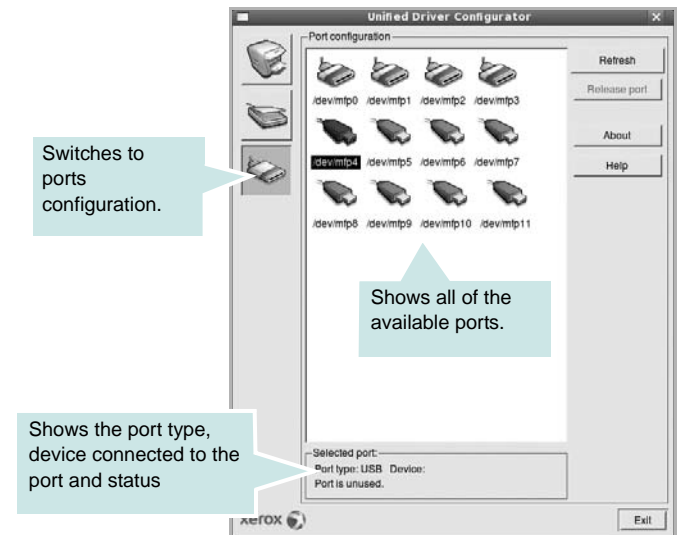 Unified Driver Configurator
Port configuration
/dev/mfp0 /dev/mfp1 /dev/mfp2 /dev/mfp3
/dev/mfp4 /dev/mfp5 /dev/mfp6 /dev/mfp7
/dev/mfp8 /dev/mfp9 /dev/mfp10 /dev/mfp11
Refresh
Release port
About
Help
Switches to
ports
configuration.
Shows all of the
available ports.
Shows the port type,
device connected to the
port and status
Selected port:
Port type: USB Device:
Port is unused.
xerox
Exit